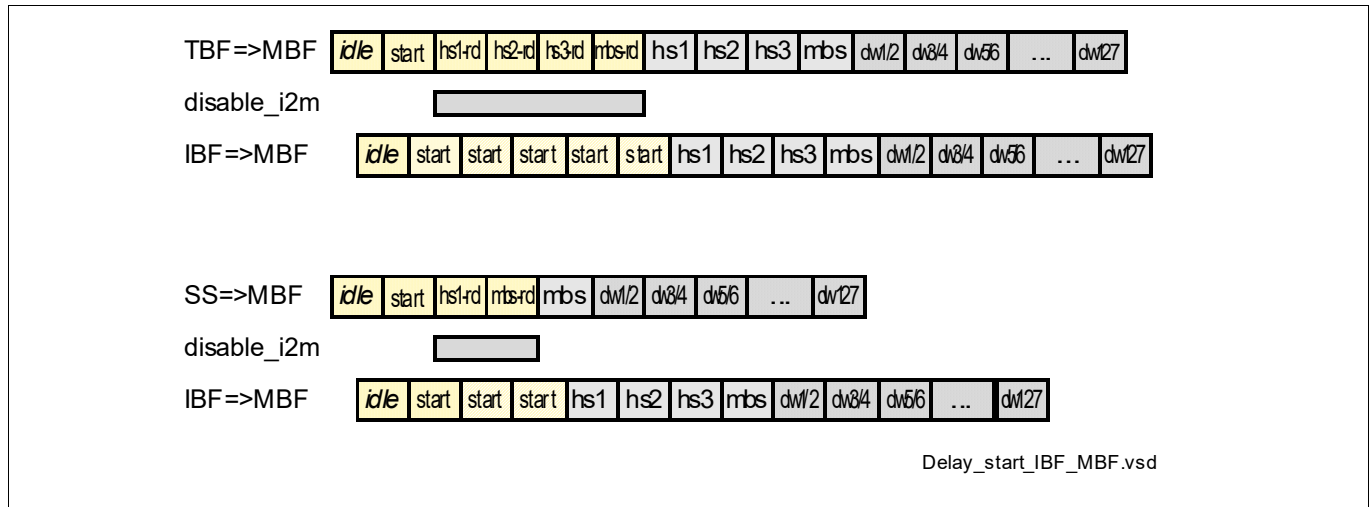 TBF=>MBF idle start hs1-rd hs2-rd hs3-rd mbs-rd hs1 hs2 hs3 mbs dw1/2 dw3/4 dw5/6 ... dw127
disable_i2m
IBF=>MBF idle start start start start start hs1 hs2 hs3 mbs dw1/2 dw3/4 dw5/6 ... dw127
SS=>MBF idle start hs1-rd mbs-rd mbs dw1/2 dw3/4 dw5/6 ... dw127
disable_i2m
IBF=>MBF idle start start start hs1 hs2 hs3 mbs dw1/2 dw3/4 dw5/6 ... dw127
Delay_start_IBF_MBF.vsd